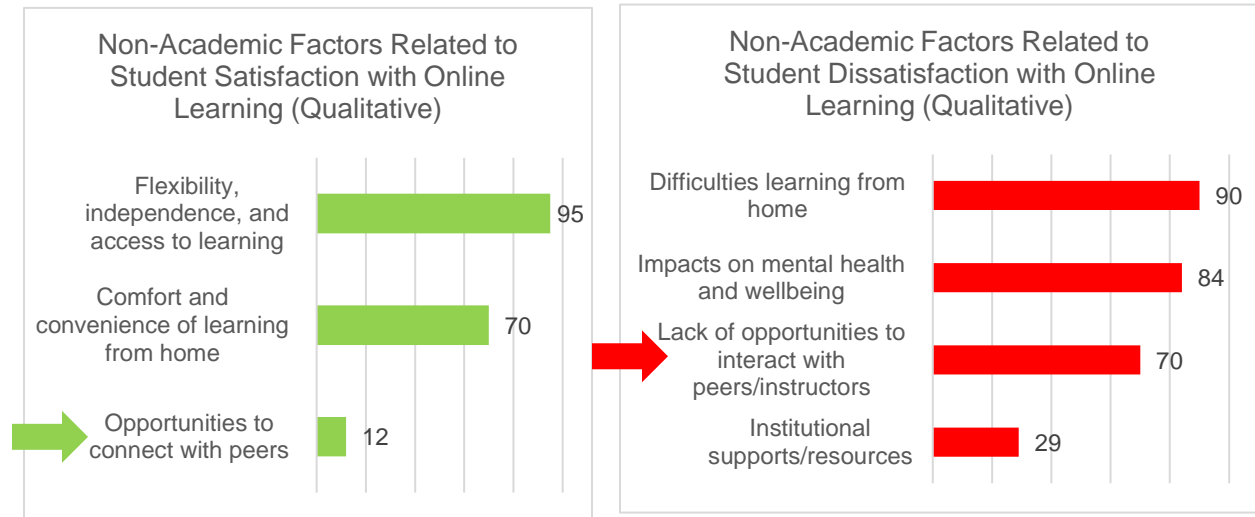 Non-Academic Factors Related to
Student Satisfaction with Online
Learning (Qualitative)
Flexibility,
independence, and
access to learning
95
Comfort and
convenience of learning
from home
70
Opportunities to
connect with peers
12
Non-Academic Factors Related to
Student Dissatisfaction with Online
Learning (Qualitative)
Difficulties learning from
home
90
Impacts on mental health
and wellbeing
84
Lack of opportunities to
interact with
peers/instructors
70
Institutional
supports/resources
29